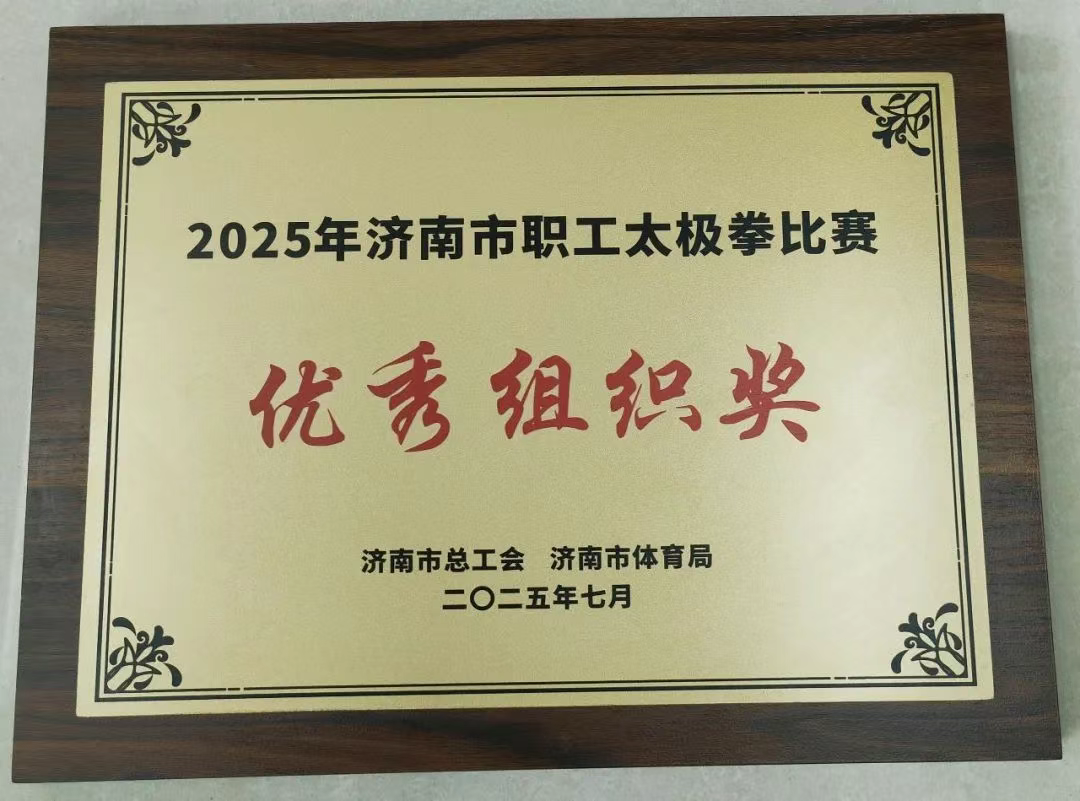 2025年济南市职工太极拳比赛
优秀组织奖
济南市总工会 济南市体育局
二〇二五年七月